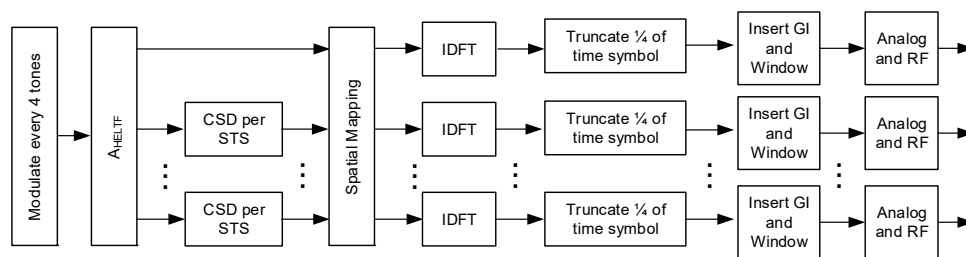 Modulate every 4 tones
AHELTF
CSD per
STS
CSD per
STS
Spatial Mapping
IDFT
Truncate ¼ of
time symbol
Insert GI
and
Window
Analog
and RF
IDFT
Truncate ¼ of
time symbol
Insert GI
and
Window
Analog
and RF
IDFT
Truncate ¼ of
time symbol
Insert GI
and
Window
Analog
and RF